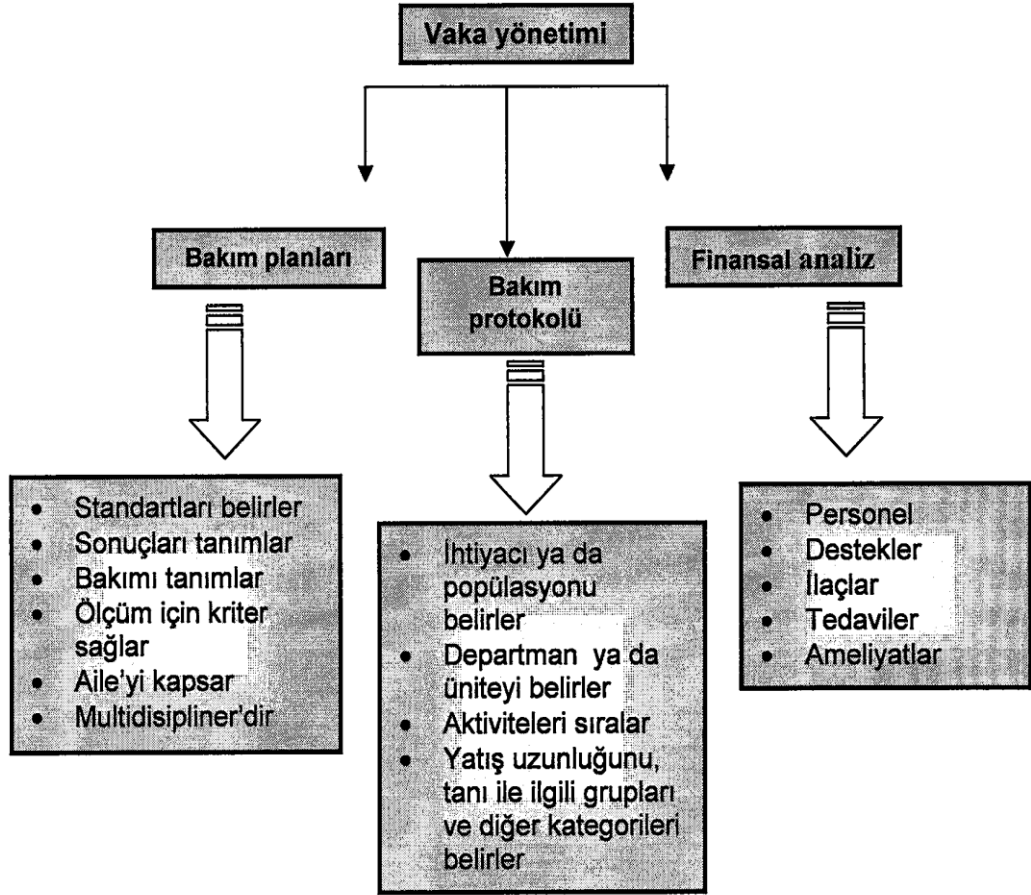 Vaka yönetimi
Bakım planları
Bakım
protokolü
Finansal analiz
• Standartları belirler
• Sonuçları tanımlar
• Bakımı tanımlar
• Ölçüm için kriter
sağlar
• Aile'yi kapsar
• Multidisipliner'dir
• İhtiyacı ya da
popülasyonu
belirler
• Departman ya da
üniteyi belirler
• Aktiviteleri sıralar
• Yatış uzunluğunu,
tanı ile ilgili grupları
ve diğer kategorileri
belirler
• Personel
• Destekler
• İlaçlar
• Tedaviler
• Ameliyatlar